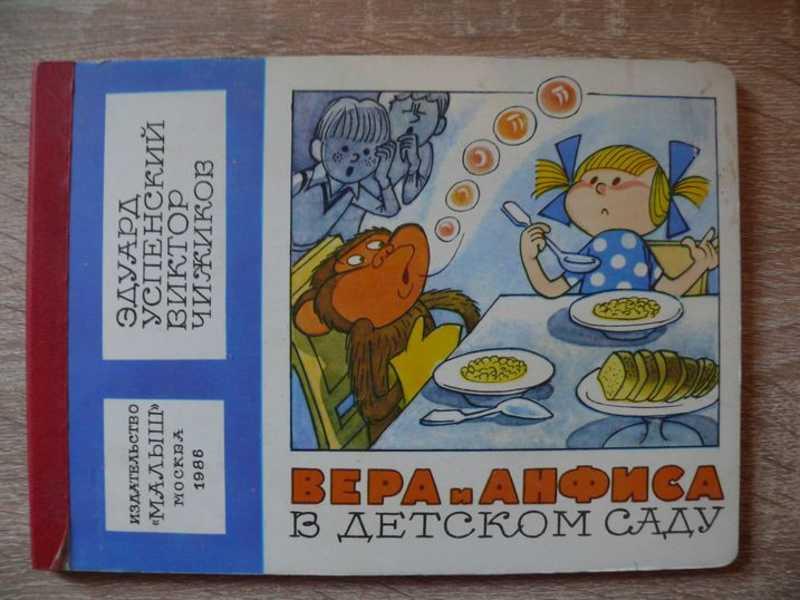 ЭДУАРД
УСПЕНСКИЙ
ВИКТОР
ЧИЖИКОВ
ИЗДАТЕЛЬСТВО
«МАЛЫШ»
МОСКВА
1986
ВЕРА и АНФИСА
В ДЕТСКОМ САДУ